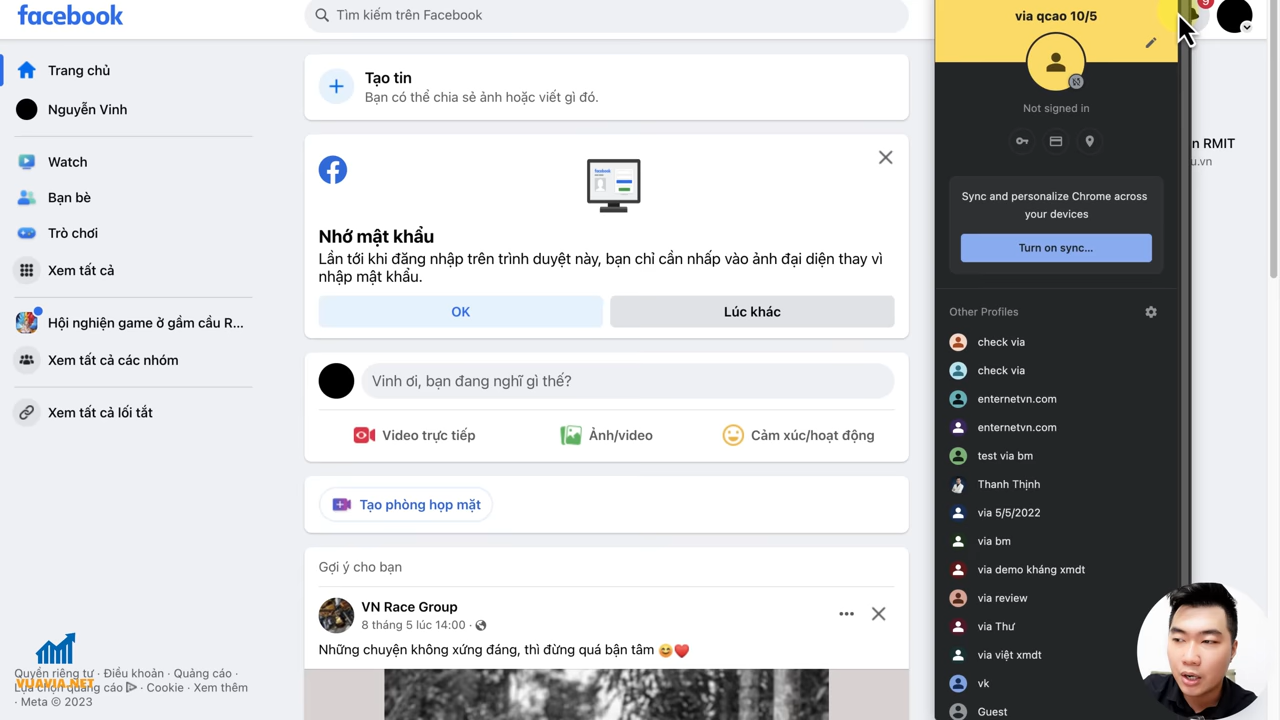 facebook
Tìm kiếm trên Facebook
Trang chủ
Nguyễn Vinh
Watch
Bạn bè
Trò chơi
Xem tất cả
Hội nghiện game ở gầm cầu R...
Xem tất cả các nhóm
Xem tất cả lối tắt
Quyền riêng tư · Điều khoản · Quảng cáo ·
Lựa chọn quảng cáo · Cookie · Xem thêm
· Meta © 2023
VUAVIA.NET
Tạo tin
Bạn có thể chia sẻ ảnh hoặc viết gì đó.
Nhớ mật khẩu
Lần tới khi đăng nhập trên trình duyệt này, bạn chỉ cần nhấp vào ảnh đại diện thay vì
nhập mật khẩu.
OK
Lúc khác
Vinh ơi, bạn đang nghĩ gì thế?
Video trực tiếp
Ảnh/video
Cảm xúc/hoạt động
Tạo phòng họp mặt
Gợi ý cho bạn
VN Race Group
8 tháng 5 lúc 14:00 ·
Những chuyện không xứng đáng, thì đừng quá bận tâm 😊❤️
via qcao 10/5
Not signed in
Sync and personalize Chrome across
your devices
Turn on sync...
Other Profiles
check via
check via
enternetvn.com
enternetvn.com
test via bm
Thanh Thịnh
via 5/5/2022
via bm
via demo kháng xmdt
via review
via Thư
via việt xmdt
vk
Guest
9
n RMIT
u.vn